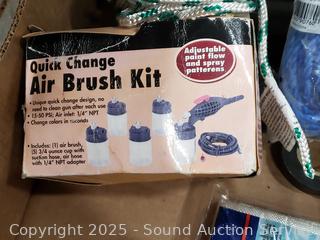 Quick Change
Air Brush Kit
Adjustable
paint flow
and spray
patterens
• Unique quick change design, no
need to clean gun after each use
• 15-50 PSI; Air inlet: 1/4" NPT
• Change colors in seconds
• Includes: (1) air brush,
(5) 3/4 ounce cup with
suction hose, air hose
with 1/4" NPT adapter
Copyright 2025 - Sound Auction Service